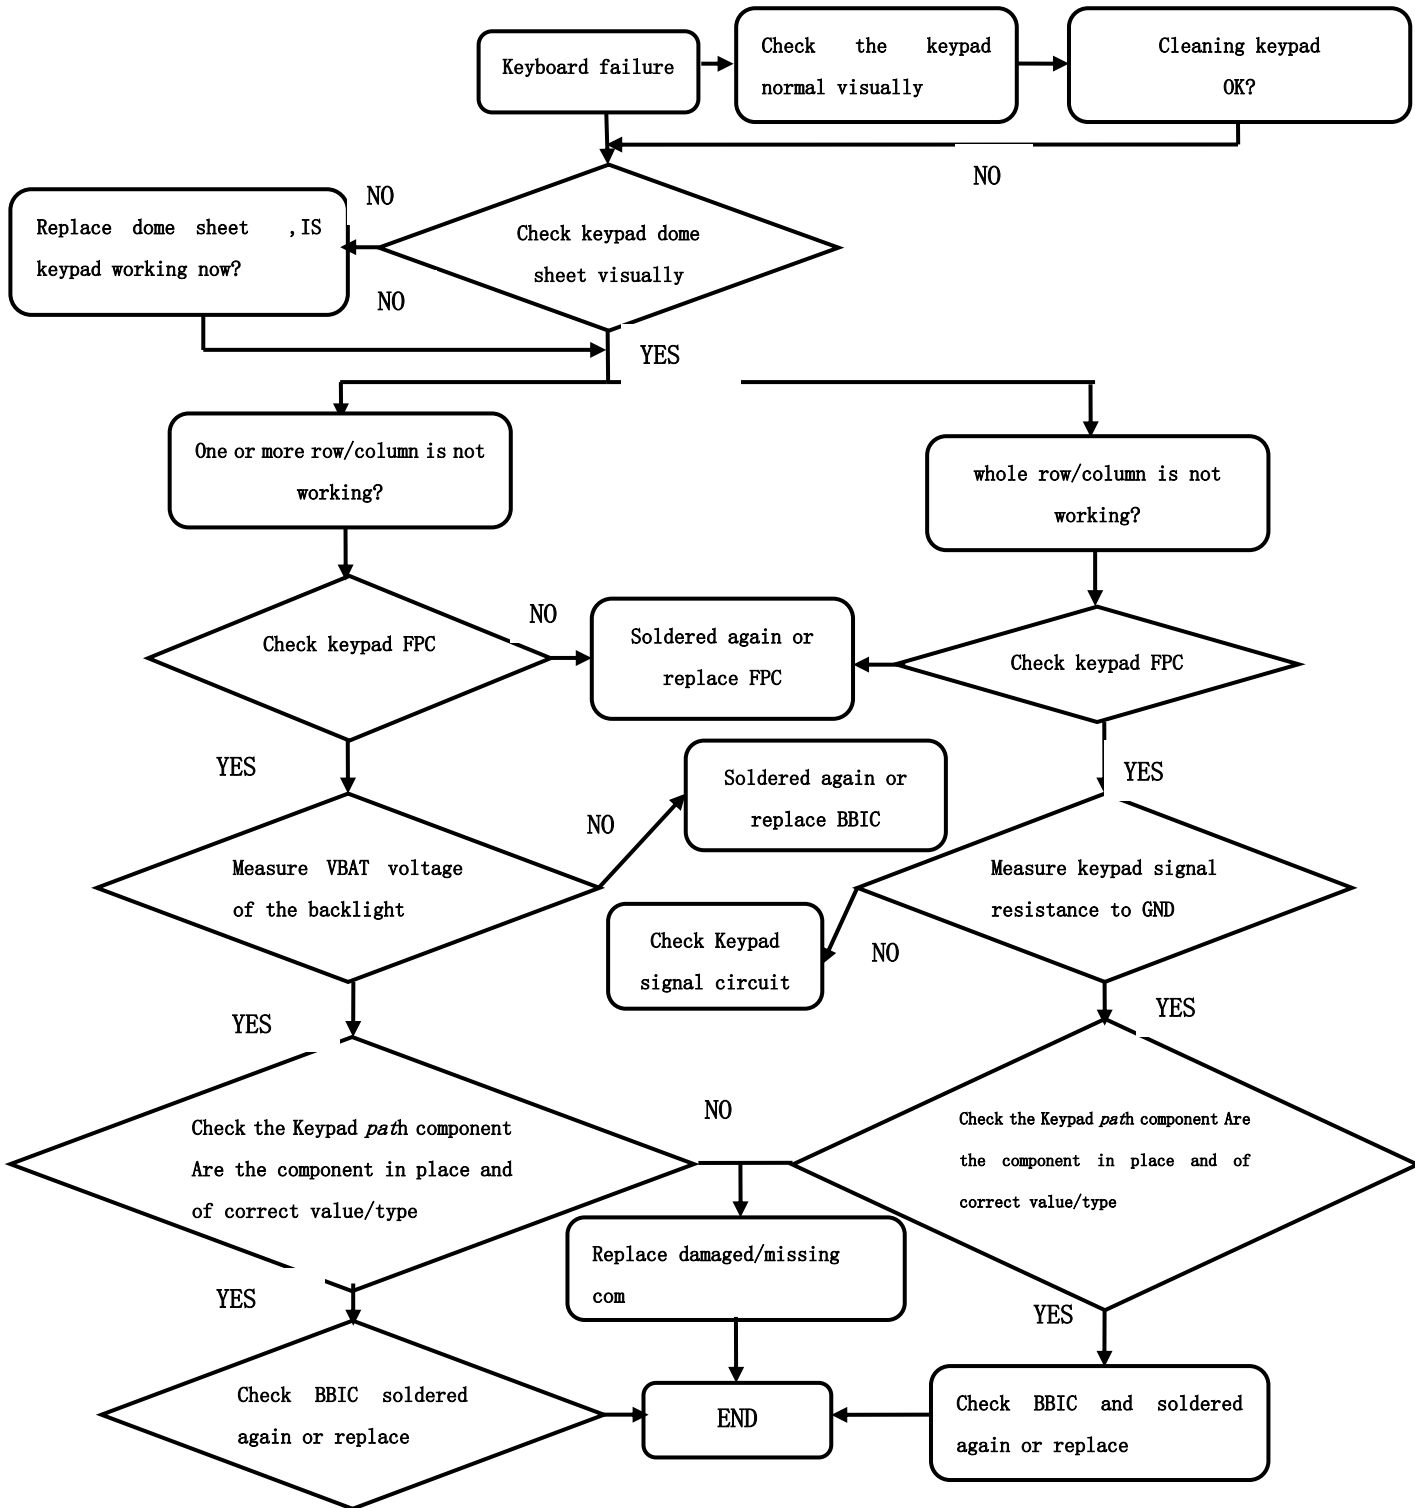 Keyboard failure
Check the keypad
normal visually
Cleaning keypad
OK?
NO
NO
Replace dome sheet ,IS
keypad working now?
Check keypad dome
sheet visually
NO
YES
One or more row/column is not
working?
whole row/column is not
working?
Check keypad FPC
NO
Soldered again or
replace FPC
Check keypad FPC
YES
Soldered again or
replace BBIC
YES
NO
Measure VBAT voltage
of the backlight
Measure keypad signal
resistance to GND
Check Keypad
signal circuit
NO
YES
YES
Check the Keypad path component
Are the component in place and
of correct value/type
NO
Check the Keypad path component Are
the component in place and of
correct value/type
Replace damaged/missing
com
YES
YES
Check BBIC soldered
again or replace
END
Check BBIC and soldered
again or replace